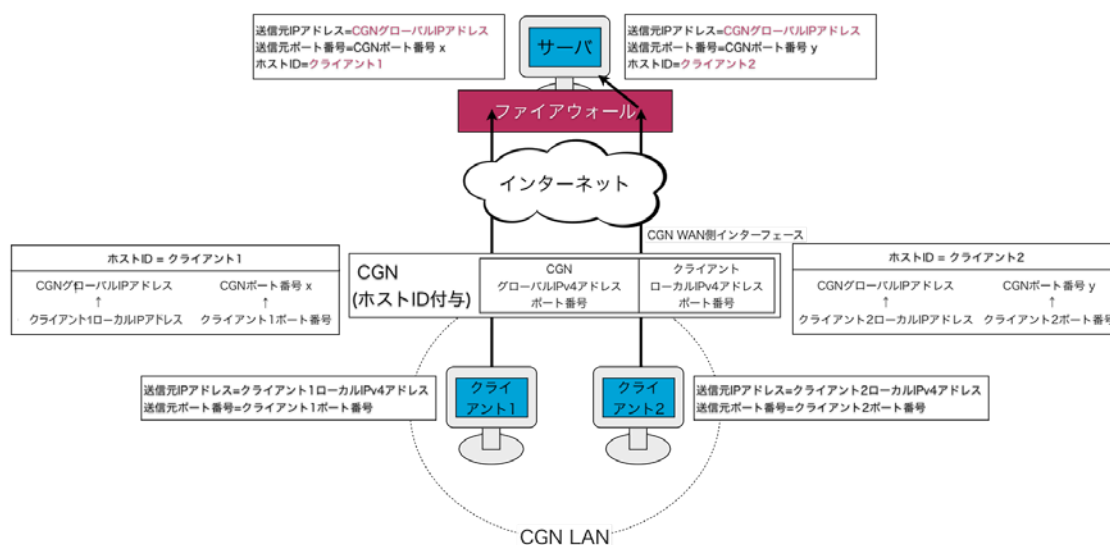 送信元IPアドレス=CGNグローバルIPアドレス
送信元ポート番号=CGNポート番号 x
ホストID=クライアント1
サーバ
送信元IPアドレス=CGNグローバルIPアドレス
送信元ポート番号=CGNポート番号 y
ホストID=クライアント2
ファイアウォール
インターネット
CGN WAN側インターフェース
ホストID = クライアント1
CGNグローバルIPアドレス
CGNポート番号 x
↑
↑
クライアント1ローカルIPアドレス
クライアント1ポート番号
CGN
(ホストID付与)
CGN
グローバルIPv4アドレス
ポート番号
クライアント
ローカルIPv4アドレス
ポート番号
ホストID = クライアント2
CGNグローバルIPアドレス
CGNポート番号 y
↑
↑
クライアント2ローカルIPアドレス
クライアント2ポート番号
送信元IPアドレス=クライアント1ローカルIPv4アドレス
送信元ポート番号=クライアント1ポート番号
クライ
アント1
クライ
アント2
送信元IPアドレス=クライアント2ローカルIPv4アドレス
送信元ポート番号=クライアント2ポート番号
CGN LAN